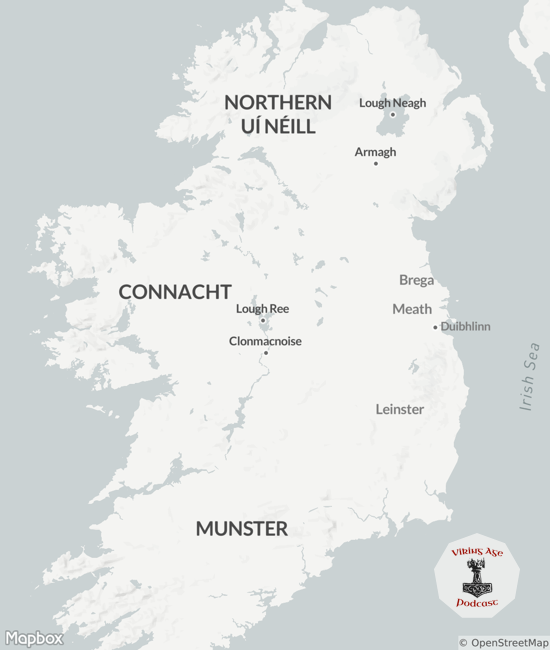 NORTHERN
UÍ NÉILL
Lough Neagh
Armagh
Brega
CONNACHT
Lough Ree
Meath
Duibhlinn
Clonmacnoise
Irish Sea
Leinster
MUNSTER
Viking Age
Podcast
Mapbox
© OpenStreetMap